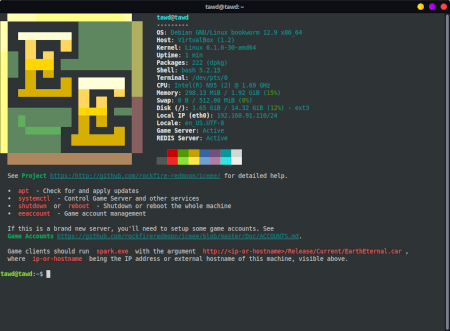 tawd@tawd: ~
tawd@tawd
---------
OS: Debian GNU/Linux bookworm 12.9 x86_64
Host: VirtualBox (1.2)
Kernel: Linux 6.1.0-30-amd64
Uptime: 1 min
Packages: 222 (dpkg)
Shell: bash 5.2.15
Terminal: /dev/pts/0
CPU: Intel(R) N95 (2) @ 1.69 GHz
Memory: 290.13 MiB / 1.92 GiB (15%)
Swap: 0 B / 512.00 MiB (0%)
Disk (/): 1.65 GiB / 14.32 GiB (12%) - ext3
Local IP (eth0): 192.168.91.110/24
Locale: en_US.UTF-8
Game Server: Active
REDIS Server: Active
See Project https:/http://github.com/rockfire-redmoon/iceee/ for detailed help.
• apt - Check for and apply updates
• systemctl - Control Game Server and other services
• shutdown or reboot - Shutdown or reboot the whole machine
• eeaccount - Game account management
If this is a brand new server, you'll need to setup some game accounts. See
Game Accounts https://github.com/rockfireredmoon/iceee/blob/master/Doc/ACCOUNTS.md.
Game clients should run spark.exe with the argument http://<ip-or-hostname>/Release/Current/EarthEternal.car ,
where ip-or-hostname being the IP address or external hostname of this machine, visible above.
tawd@tawd:~$